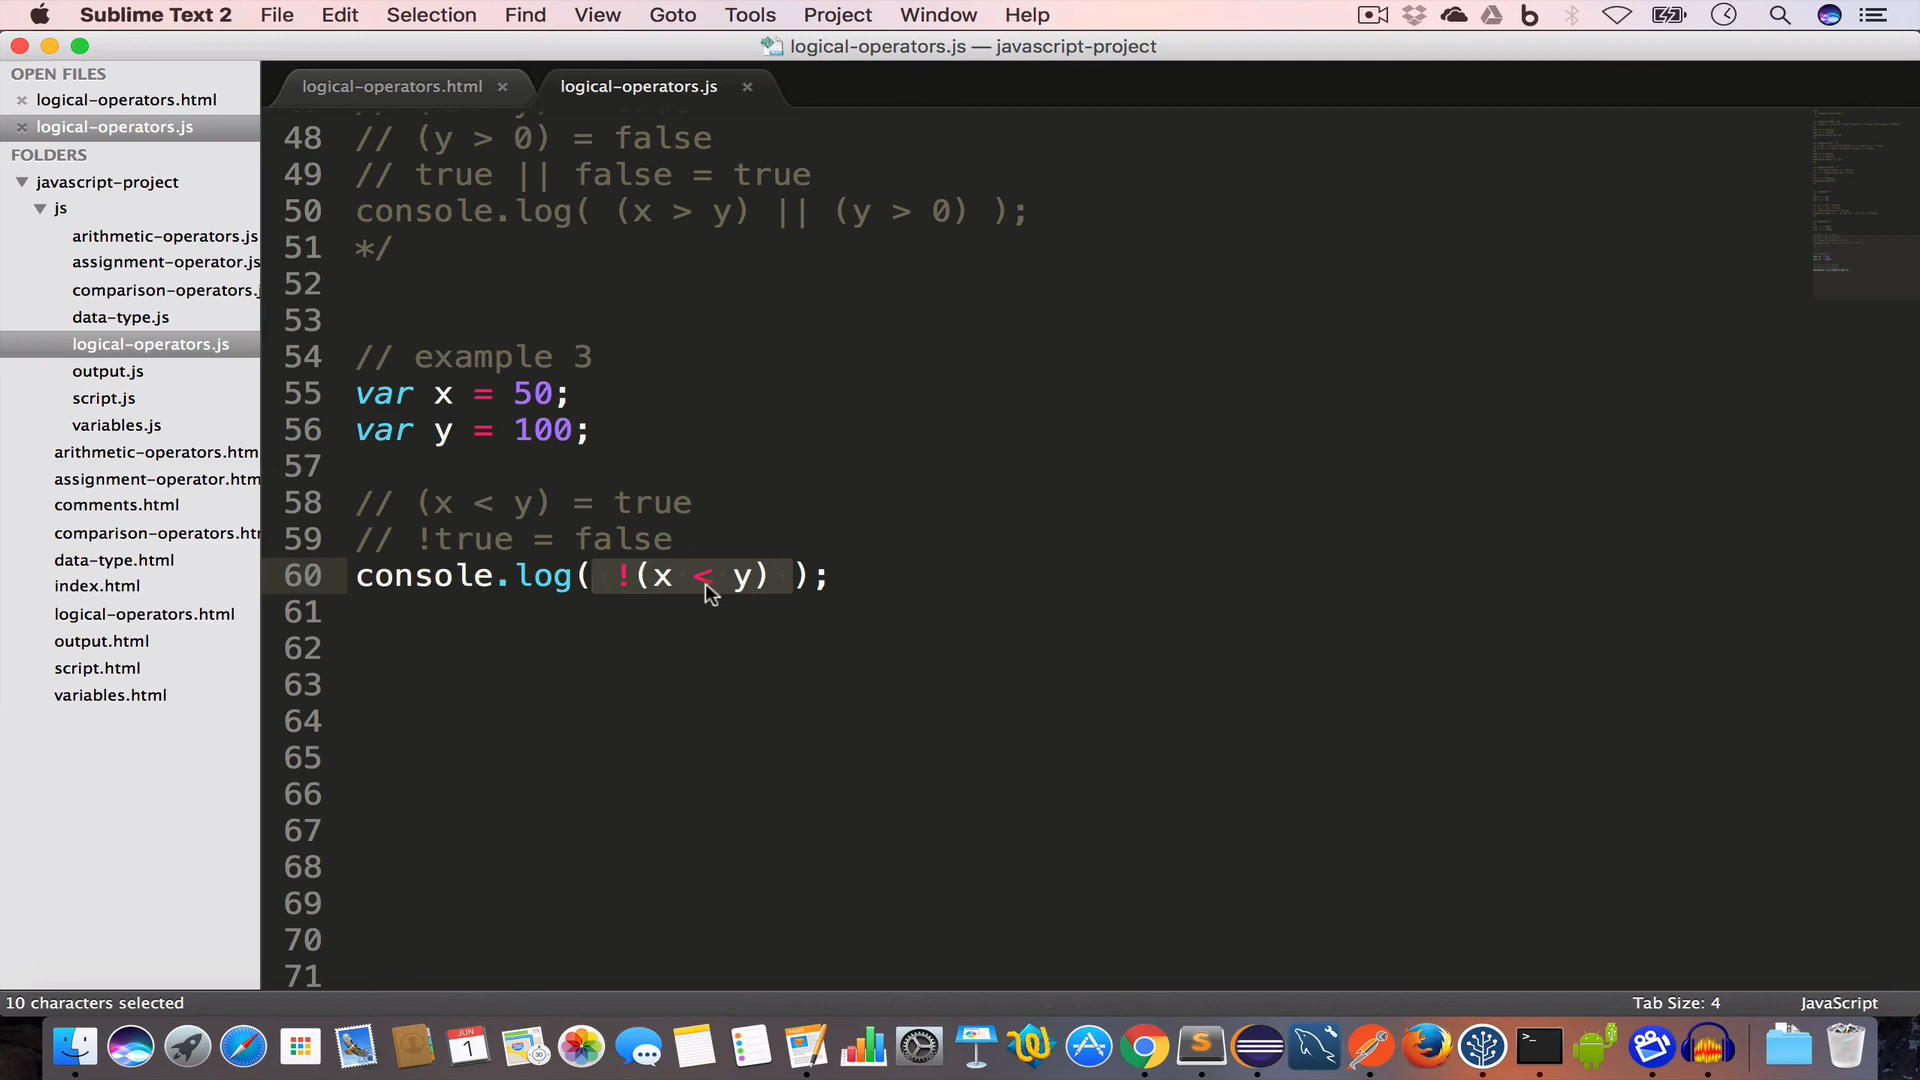 Sublime Text 2 File Edit Selection Find View Goto Tools Project Window Help
logical-operators.js — javascript-project
OPEN FILES
logical-operators.html
logical-operators.js
FOLDERS
javascript-project
js
arithmetic-operators.js
assignment-operator.js
comparison-operators.j
data-type.js
logical-operators.js
output.js
script.js
variables.js
arithmetic-operators.htm
assignment-operator.htm
comments.html
comparison-operators.htr
data-type.html
index.html
logical-operators.html
output.html
script.html
variables.html
logical-operators.html
logical-operators.js
48 // (y > 0) = false
49 // true || false = true
50 console.log( (x > y) || (y > 0) );
51 */
52
53
54 // example 3
55 var x = 50;
56 var y = 100;
57
58 // (x < y) = true
59 // !true = false
60 console.log( !(x < y) );
61
62
63
64
65
66
67
68
69
70
71
10 characters selected
Tab Size: 4 JavaScript
JUN
1